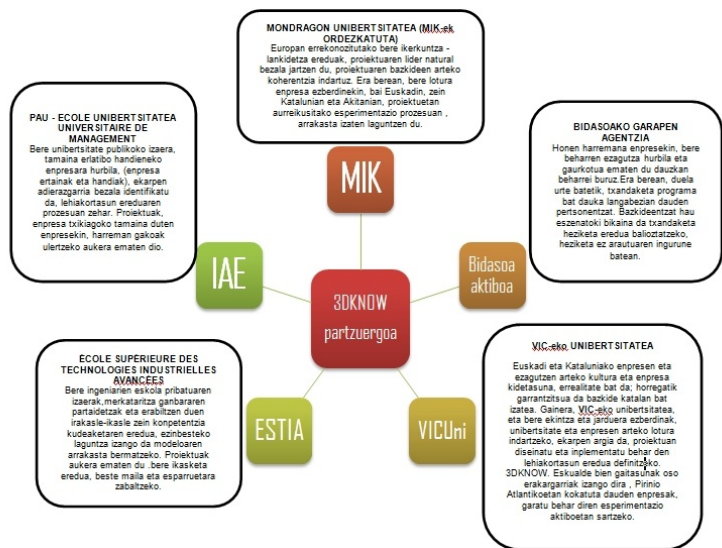 MONDRAGON UNIBERTSITATEA (MIK-ek
ORDEZKATUTA)
Europan errekonozitutako bere ikerkuntza -
lankidetza ereduak, proiektuaren lider natural
bezala jartzen du, proiektuaren bazkideen arteko
koherentzia indartuz. Era berean, bere lotura
enpresa ezberdinekin, bai Euskadin, zein
Katalunian eta Akitanian, proiektuetan
aurreikusitako esperimentazio prozesuan ,
arrakasta izaten laguntzen du.
PAU - ECOLE UNIBERTSITATEA
UNIVERSITAIRE DE
MANAGEMENT
Bere unibertsitate publikoko izaera,
tamaina erlatibo handieneko
enpresara hurbila, (enpresa
ertainak eta handiak), ekarpen
adierazgarria bezala identifikatu
da, lehiakortasun ereduaren
prozesuan zehar. Proiektuak,
enpresa txikiagoko tamaina duten
enpresekin, harreman gakoak
ulertzeko aukera ematen dio.
BIDASOAKO GARAPEN
AGENTZIA
Honen harremana enpresekin, bere
beharren ezagutza hurbila eta
gaurkotua ematen du dauzkan
beharrei buruz.Era berean, duela
urte batetik, txandaketa programa
bat dauka langabezian dauden
pertsonentzat. Bazkideentzat hau
eszenatoki bikaina da txandaketa
heziketa eredua balioztatzeko,
heziketa ez arautuaren ingurune
batean.
MIK
IAE
Bidasoa
aktiboa
3DKNOW
partzuergoa
ESTIA
VICUni
ÉCOLE SUPÉRIEURE DES
TECHNOLOGIES INDUSTRIELLES
AVANCÉES
Bere ingeniarien eskola pribatuaren
izaerak,merkataritza ganbararen
partaidetzak eta erabiltzen duen
irakasle-ikasle zein konpetentzia
kudeaketaren eredua, ezinbesteko
laguntza izango da modeloaren
arrakasta bermatzeko. Proiektuak
aukera ematen du .bere ikasketa
eredua, beste maila eta esparruetara
zabaltzeko.
VIC-eko UNIBERTSITATEA
Euskadi eta Kataluniako enpresen eta
ezagutzen arteko kultura eta enpresa
kidetasuna, errealitate bat da; horregatik
garrantzitsua da bazkide katalan bat
izatea. Gainera, VIC-eko unibertsitatea,
eta bere ekintza eta jarduera ezberdinak,
unibertsitate eta enpresen arteko lotura
indartzeko, ekarpen argia da, proiektuan
diseinatu eta inplementatu behar den
lehiakortasun eredua definitzeko.
3DKNOW. Eskualde bien gaitasunak oso
erakargarriak izango dira , Pirinio
Atlantikoetan kokatuta dauden enpresak,
garatu behar diren esperimentazio
aktiboetan sartzeko.